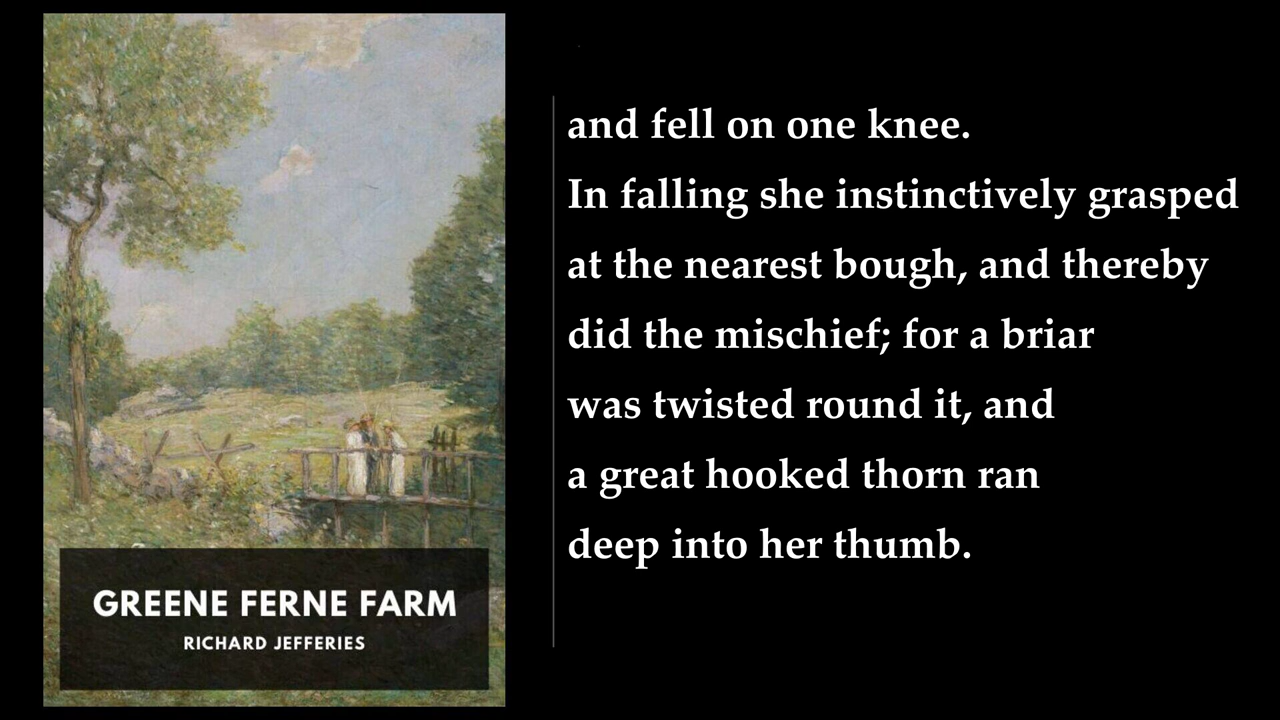 GREENE FERNE FARM
RICHARD JEFFERIES
and fell on one knee.
In falling she instinctively grasped
at the nearest bough, and thereby
did the mischief; for a briar
was twisted round it, and
a great hooked thorn ran
deep into her thumb.